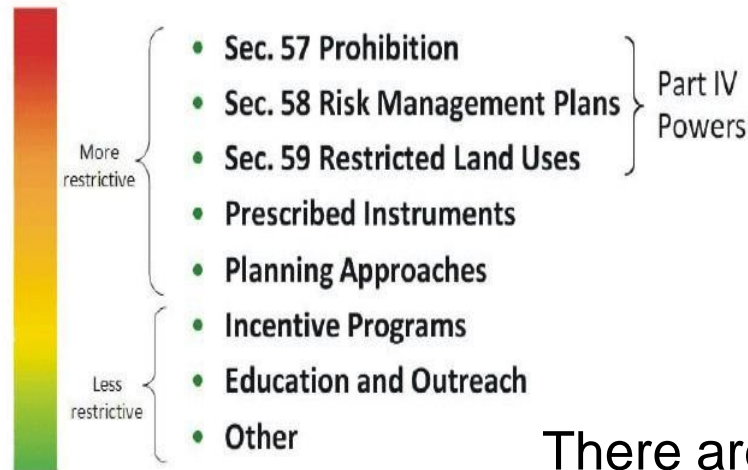 • Sec. 57 Prohibition
• Sec. 58 Risk Management Plans
• Sec. 59 Restricted Land Uses
• Prescribed Instruments
• Planning Approaches
• Incentive Programs
• Education and Outreach
• Other
More
restrictive
Less
restrictive
Part IV
Powers
There are